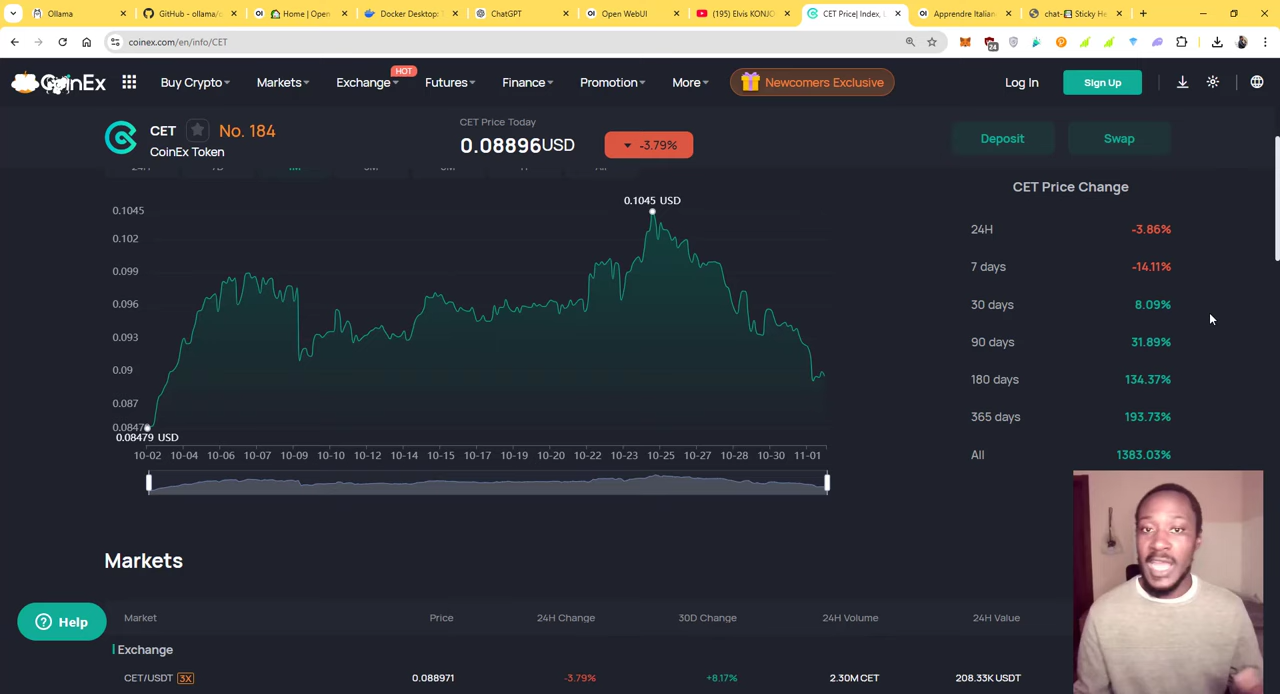 Ollama
GitHub - ollama/o
Home | Open
Docker Desktop: T
ChatGPT
Open WebUI
(195) Elvis KONJO
CET Price| Index, L
Apprendre Italian
chat- Sticky He
coinex.com/en/info/CET
24
CoinEx
Buy Crypto
Markets
Exchange
HOT
Futures
Finance
Promotion
More
Newcomers Exclusive
Log In
Sign Up
CET
No. 184
CoinEx Token
CET Price Today
0.08896USD
-3.79%
Deposit
Swap
CET Price Change
24H
-3.86%
7 days
-14.11%
30 days
8.09%
90 days
31.89%
180 days
134.37%
365 days
193.73%
All
1383.03%
0.1045 USD
0.1045
0.102
0.099
0.096
0.093
0.09
0.087
0.08479
0.08479 USD
10-02 10-04 10-06 10-07 10-09 10-10 10-12 10-14 10-15 10-17 10-19 10-20 10-22 10-23 10-25 10-27 10-28 10-30 11-01
Markets
Help
Market Price 24H Change 30D Change 24H Volume 24H Value
Exchange
CET/USDT 3X 0.088971 -3.79% +8.17% 2.30M CET 208.33K USDT